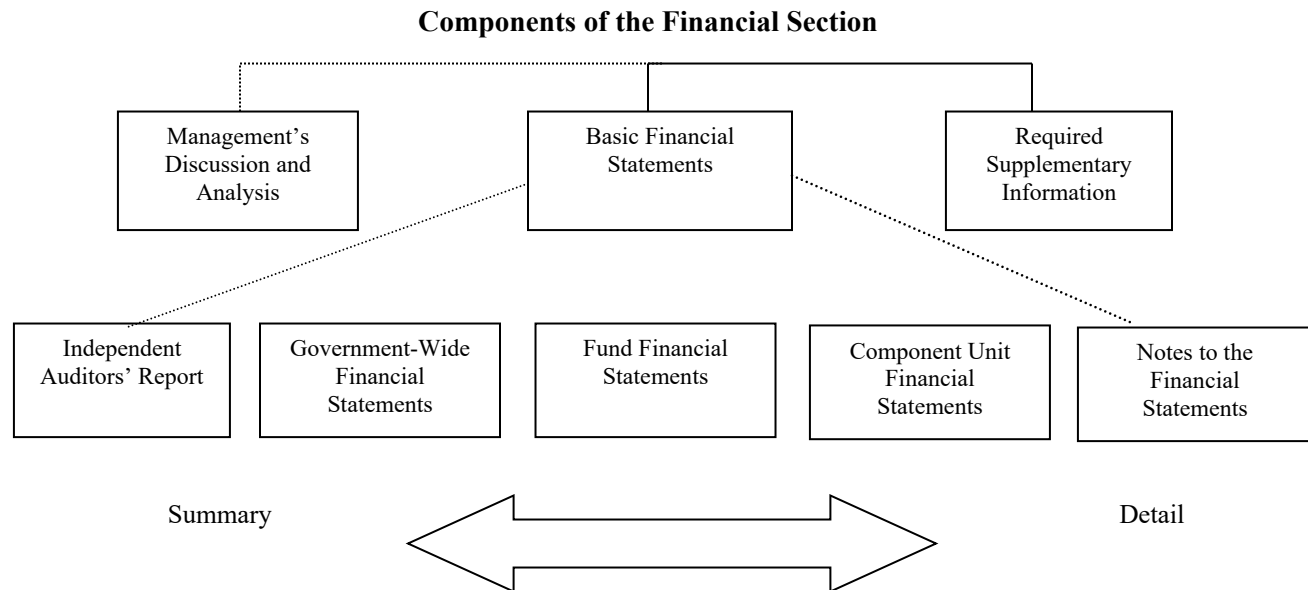 Components of the Financial Section
Management’s
Discussion and
Analysis
Basic Financial
Statements
Required
Supplementary
Information
Independent
Auditors’ Report
Government-Wide
Financial
Statements
Fund Financial
Statements
Component Unit
Financial
Statements
Notes to the
Financial
Statements
Summary
Detail